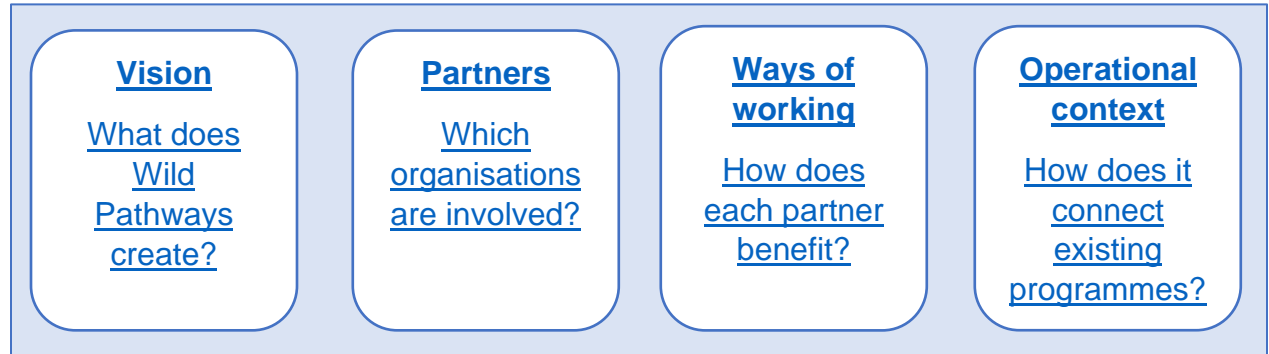 Vision
What does
Wild
Pathways
create?
Partners
Which
organisations
are involved?
Ways of
working
How does
each partner
benefit?
Operational
context
How does it
connect
existing
programmes?